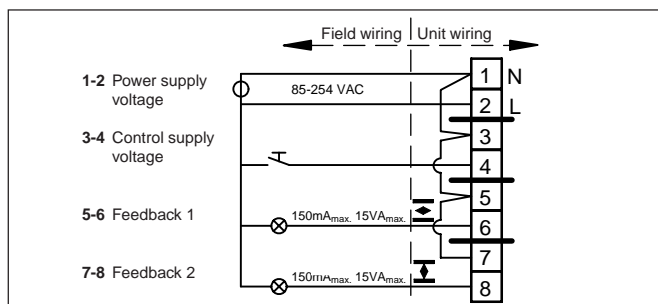 Field wiring Unit wiring
1-2 Power supply voltage
85-254 VAC
1 N
2 L
3-4 Control supply voltage
3
4
5-6 Feedback 1
150mAmax. 15VAmax.
5
6
7-8 Feedback 2
150mAmax. 15VAmax.
7
8